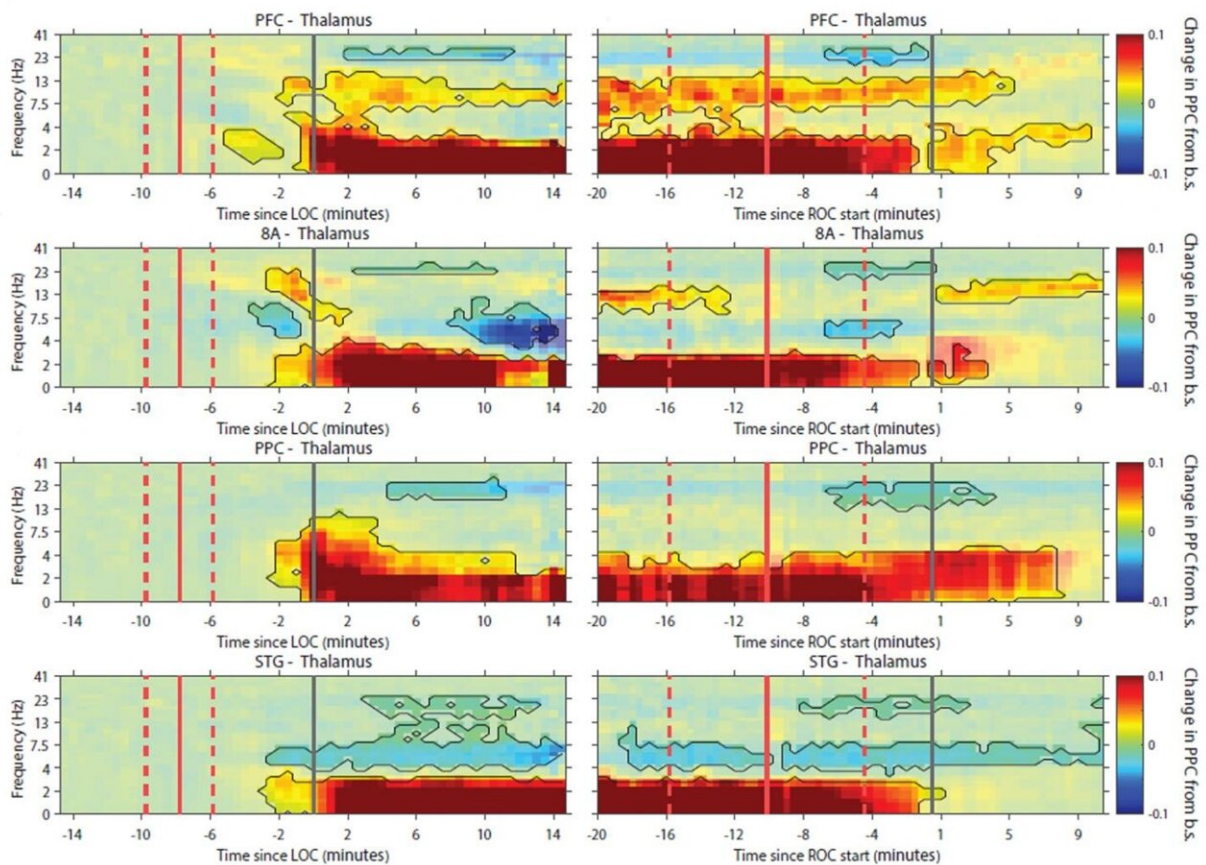 PFC - Thalamus
PFC - Thalamus
Frequency (Hz)
41
23
13
7.5
4
2
0
0.1
0
-0.1
Change in PPC from b.s.
-14 -10 -6 -2 2 6 10 14
-20 -16 -12 -8 -4 1 5 9
Time since LOC (minutes)
Time since ROC start (minutes)
8A - Thalamus
8A - Thalamus
Frequency (Hz)
41
23
13
7.5
4
2
0
0.1
0
-0.1
Change in PPC from b.s.
-14 -10 -6 -2 2 6 10 14
-20 -16 -12 -8 -4 1 5 9
Time since LOC (minutes)
Time since ROC start (minutes)
PPC - Thalamus
PPC - Thalamus
Frequency (Hz)
41
23
13
7.5
4
2
0
0.1
0
-0.1
Change in PPC from b.s.
-14 -10 -6 -2 2 6 10 14
-20 -16 -12 -8 -4 1 5 9
Time since LOC (minutes)
Time since ROC start (minutes)
STG - Thalamus
STG - Thalamus
Frequency (Hz)
41
23
13
7.5
4
2
0
0.1
0
-0.1
Change in PPC from b.s.
-14 -10 -6 -2 2 6 10 14
-20 -16 -12 -8 -4 1 5 9
Time since LOC (minutes)
Time since ROC start (minutes)